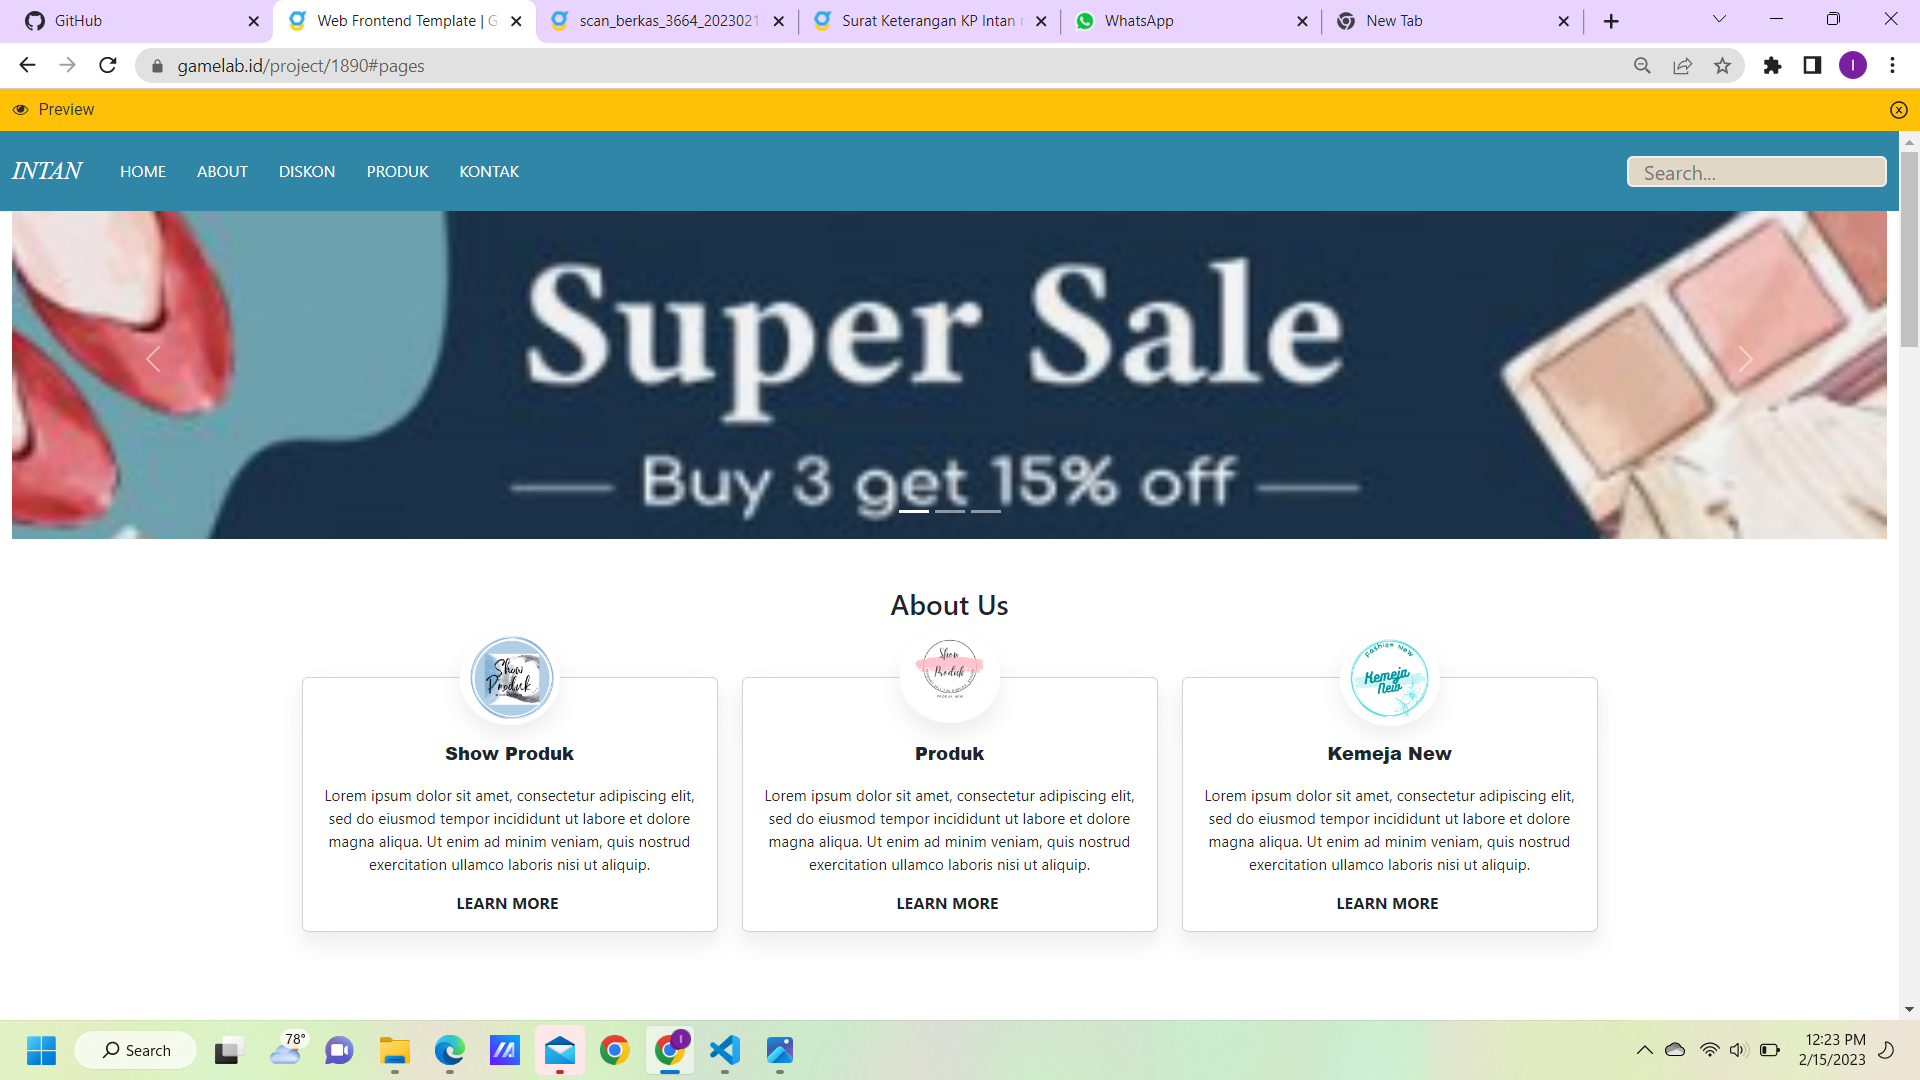 GitHub
Web Frontend Template | G
scan_berkas_3664_2023021
Surat Keterangan KP Intan
WhatsApp
New Tab
gamelab.id/project/1890#pages
I
Preview
INTAN
HOME
ABOUT
DISKON
PRODUK
KONTAK
Search...
Super Sale
Buy 3 get 15% off
About Us
Show
Produk
Show
Produk
Fashion New
Kemeja
New
Show Produk
Lorem ipsum dolor sit amet, consectetur adipiscing elit,
sed do eiusmod tempor incididunt ut labore et dolore
magna aliqua. Ut enim ad minim veniam, quis nostrud
exercitation ullamco laboris nisi ut aliquip.
LEARN MORE
Produk
Lorem ipsum dolor sit amet, consectetur adipiscing elit,
sed do eiusmod tempor incididunt ut labore et dolore
magna aliqua. Ut enim ad minim veniam, quis nostrud
exercitation ullamco laboris nisi ut aliquip.
LEARN MORE
Kemeja New
Lorem ipsum dolor sit amet, consectetur adipiscing elit,
sed do eiusmod tempor incididunt ut labore et dolore
magna aliqua. Ut enim ad minim veniam, quis nostrud
exercitation ullamco laboris nisi ut aliquip.
LEARN MORE
Search
78°
I
12:23 PM
2/15/2023